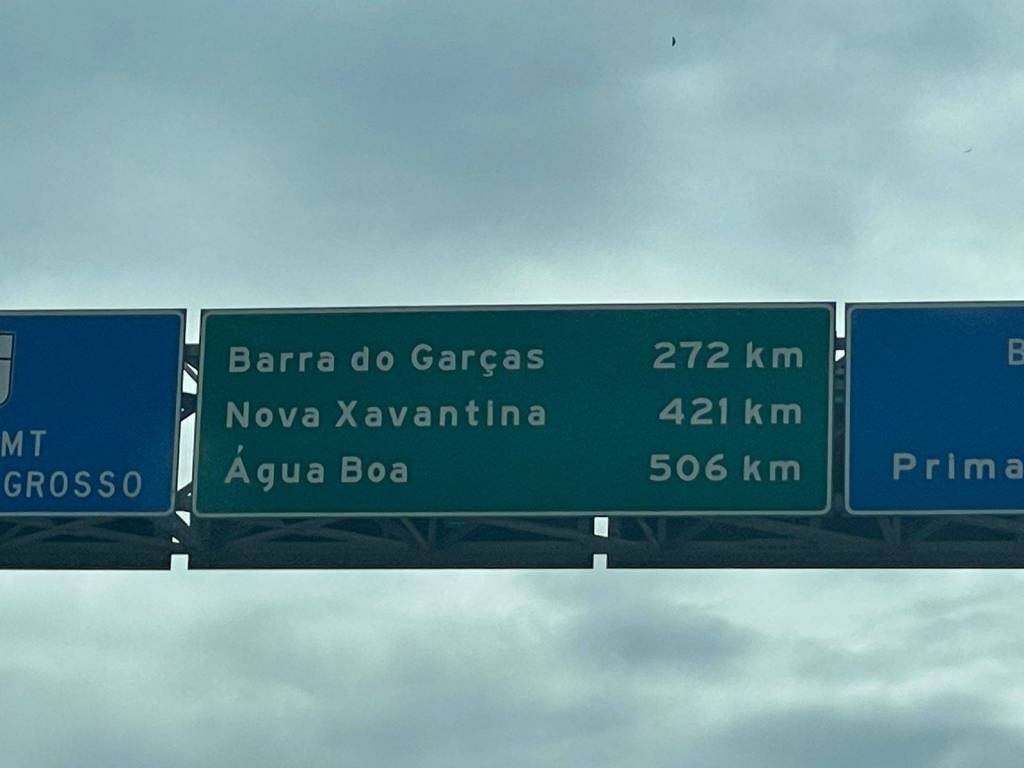 MT
GROSSO
Barra do Garças 272 km
Nova Xavantina 421 km
Água Boa 506 km
B
Prima